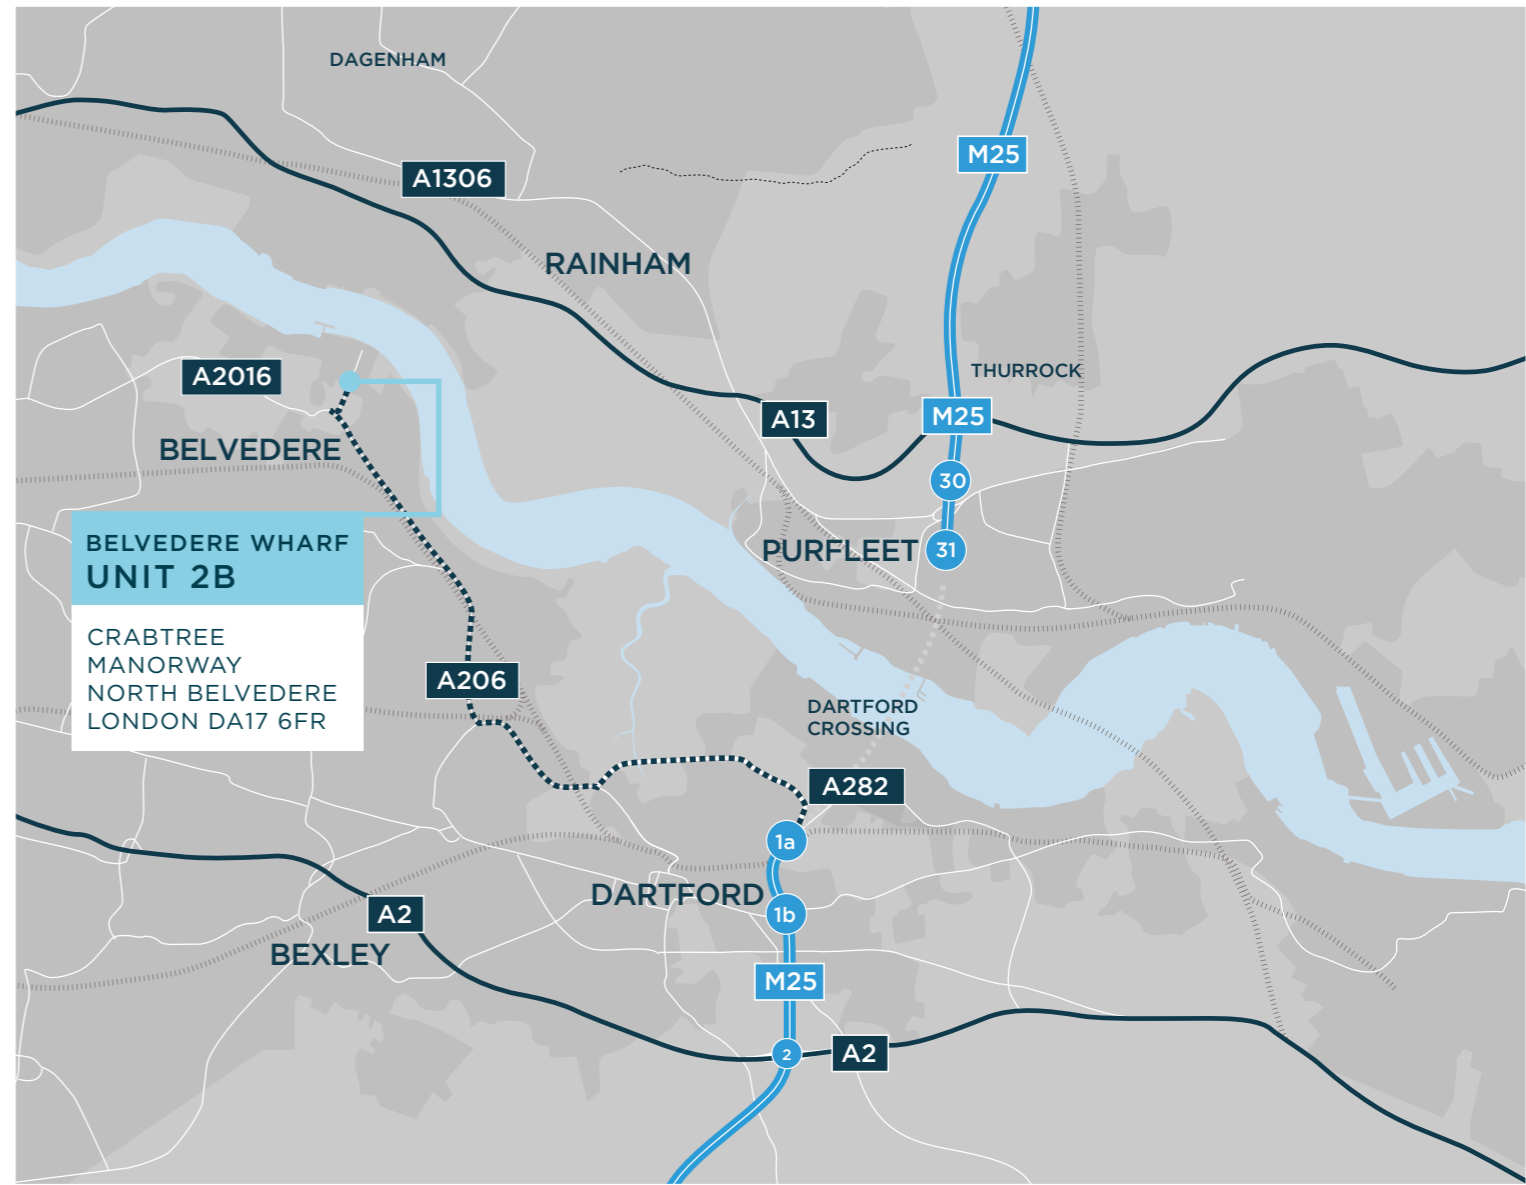 DAGENHAM
M25
A1306
RAINHAM
THURROCK
A2016
A13
M25
BELVEDERE
30
BELVEDERE WHARF
UNIT 2B
PURFLEET
31
CRABTREE
MANORWAY
NORTH BELVEDERE
LONDON DA17 6FR
A206
DARTFORD
CROSSING
A282
1a
DARTFORD
1b
A2
BEXLEY
M25
2
A2